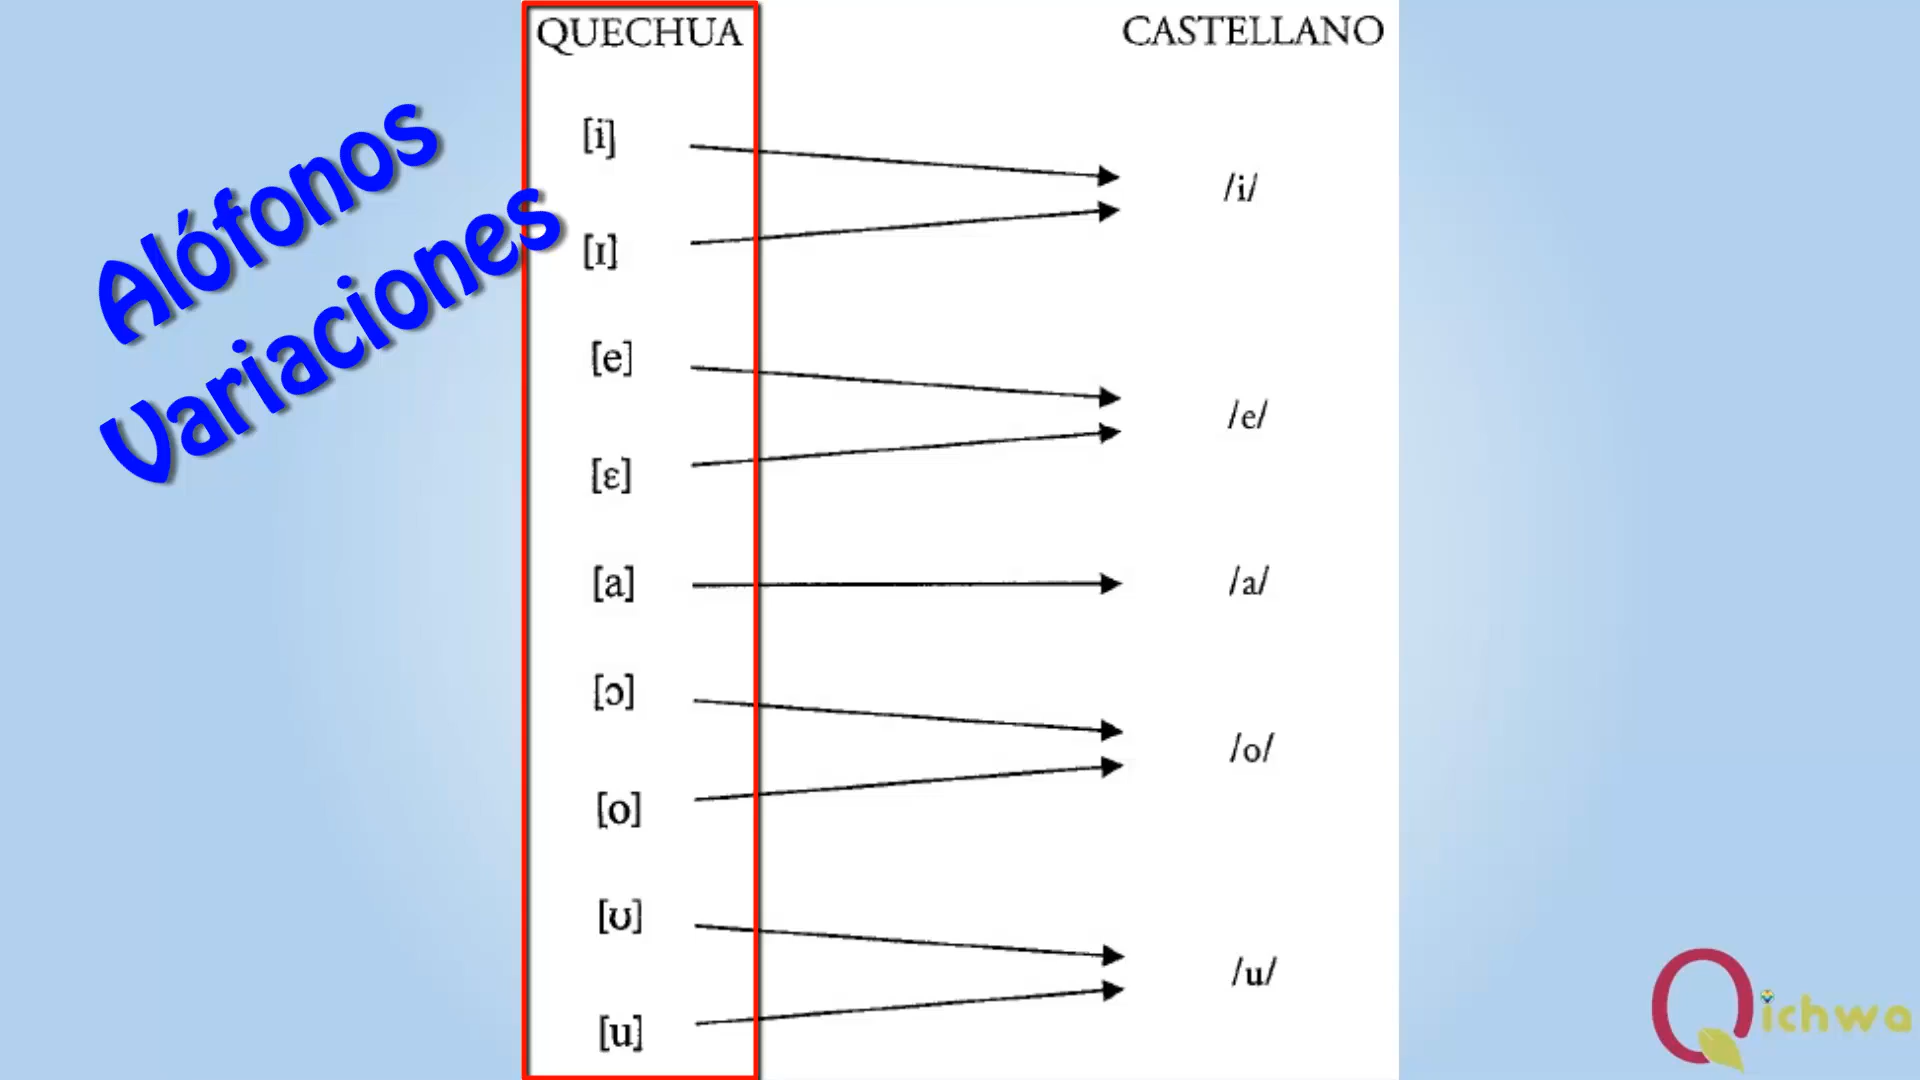 QUECHUA CASTELLANO
Alófonos
Variaciones
[i]
/i/
[ɪ]
[e]
/e/
[ɛ]
[a] /a/
[ɔ]
/o/
[o]
[ʊ]
/u/
[u]
Qichwa